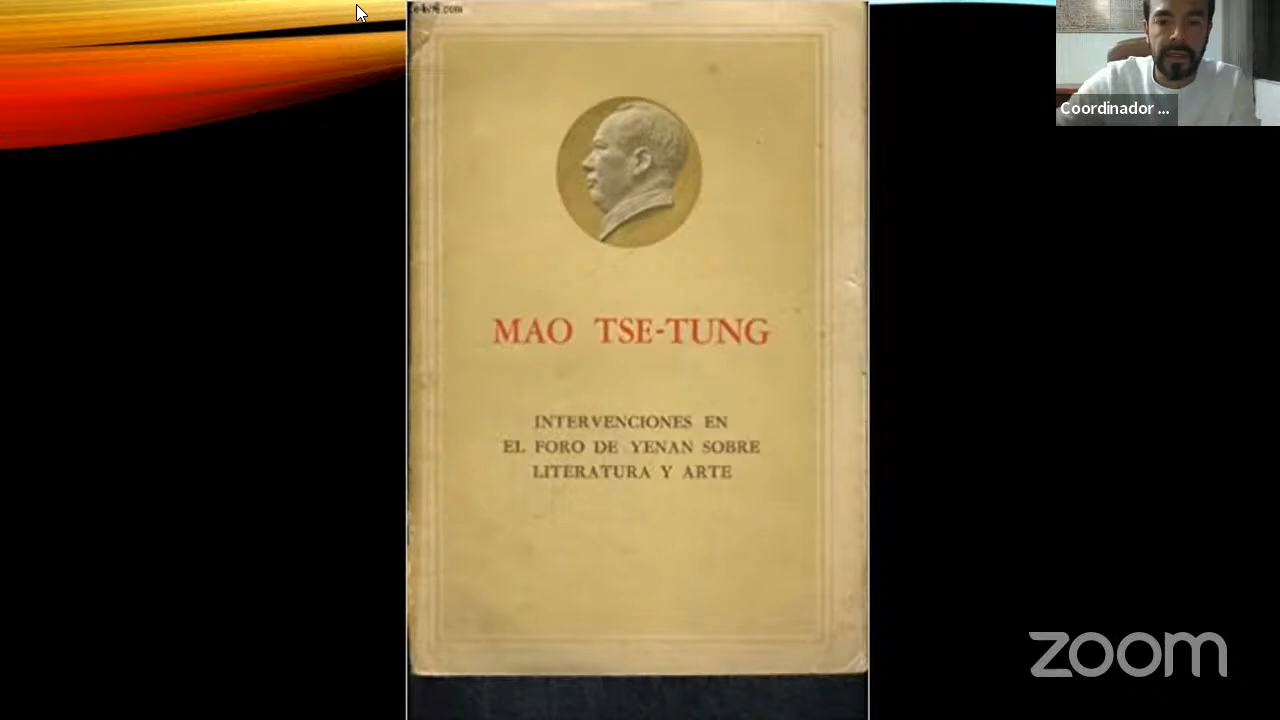 Coordinador ...
MAO TSE-TUNG
INTERVENCIONES EN
EL FORO DE YENAN SOBRE
LITERATURA Y ARTE
zoom